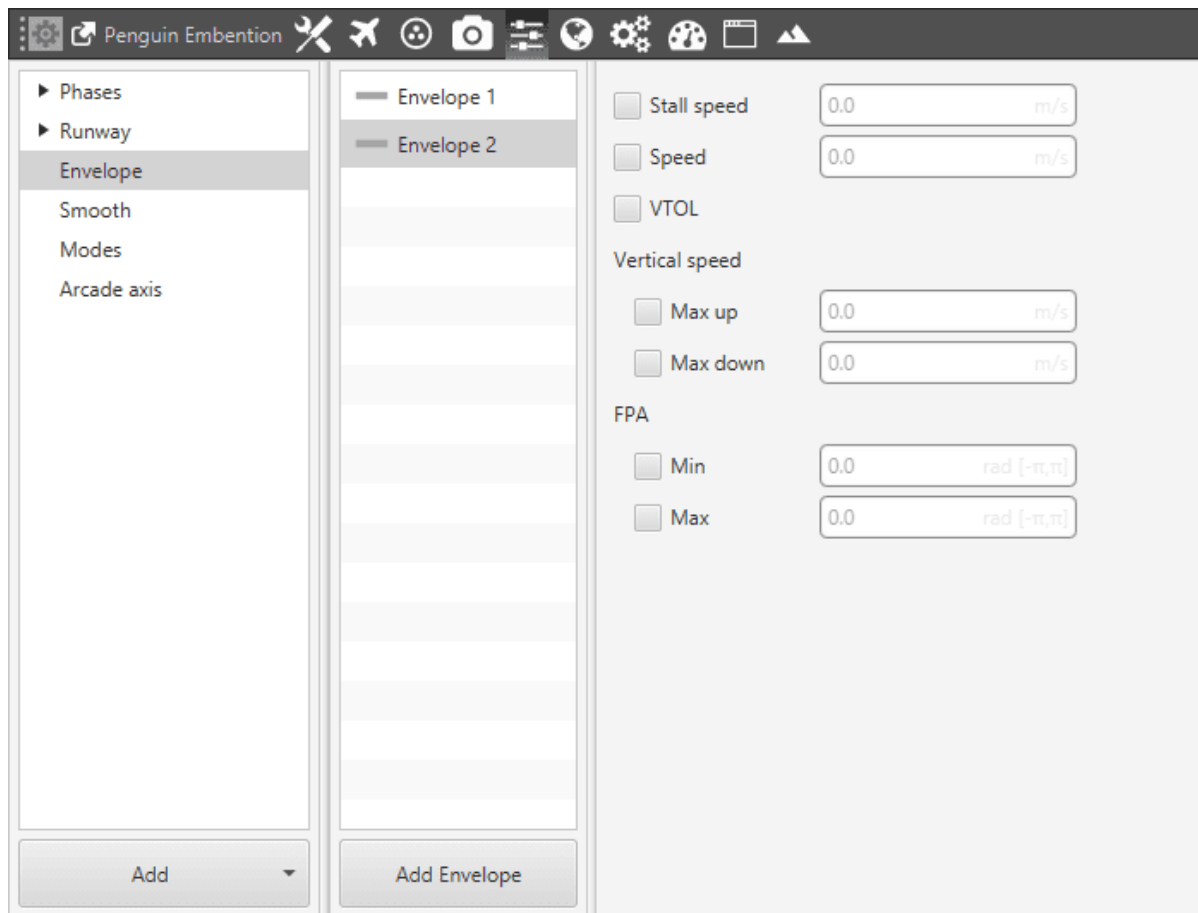 Penguin Embention
Phases
Runway
Envelope
Smooth
Modes
Arcade axis
Add
Envelope 1
Envelope 2
Add Envelope
Stall speed 0.0 m/s
Speed 0.0 m/s
VTOL
Vertical speed
Max up 0.0 m/s
Max down 0.0 m/s
FPA
Min 0.0 rad [-π,π]
Max 0.0 rad [-π,π]